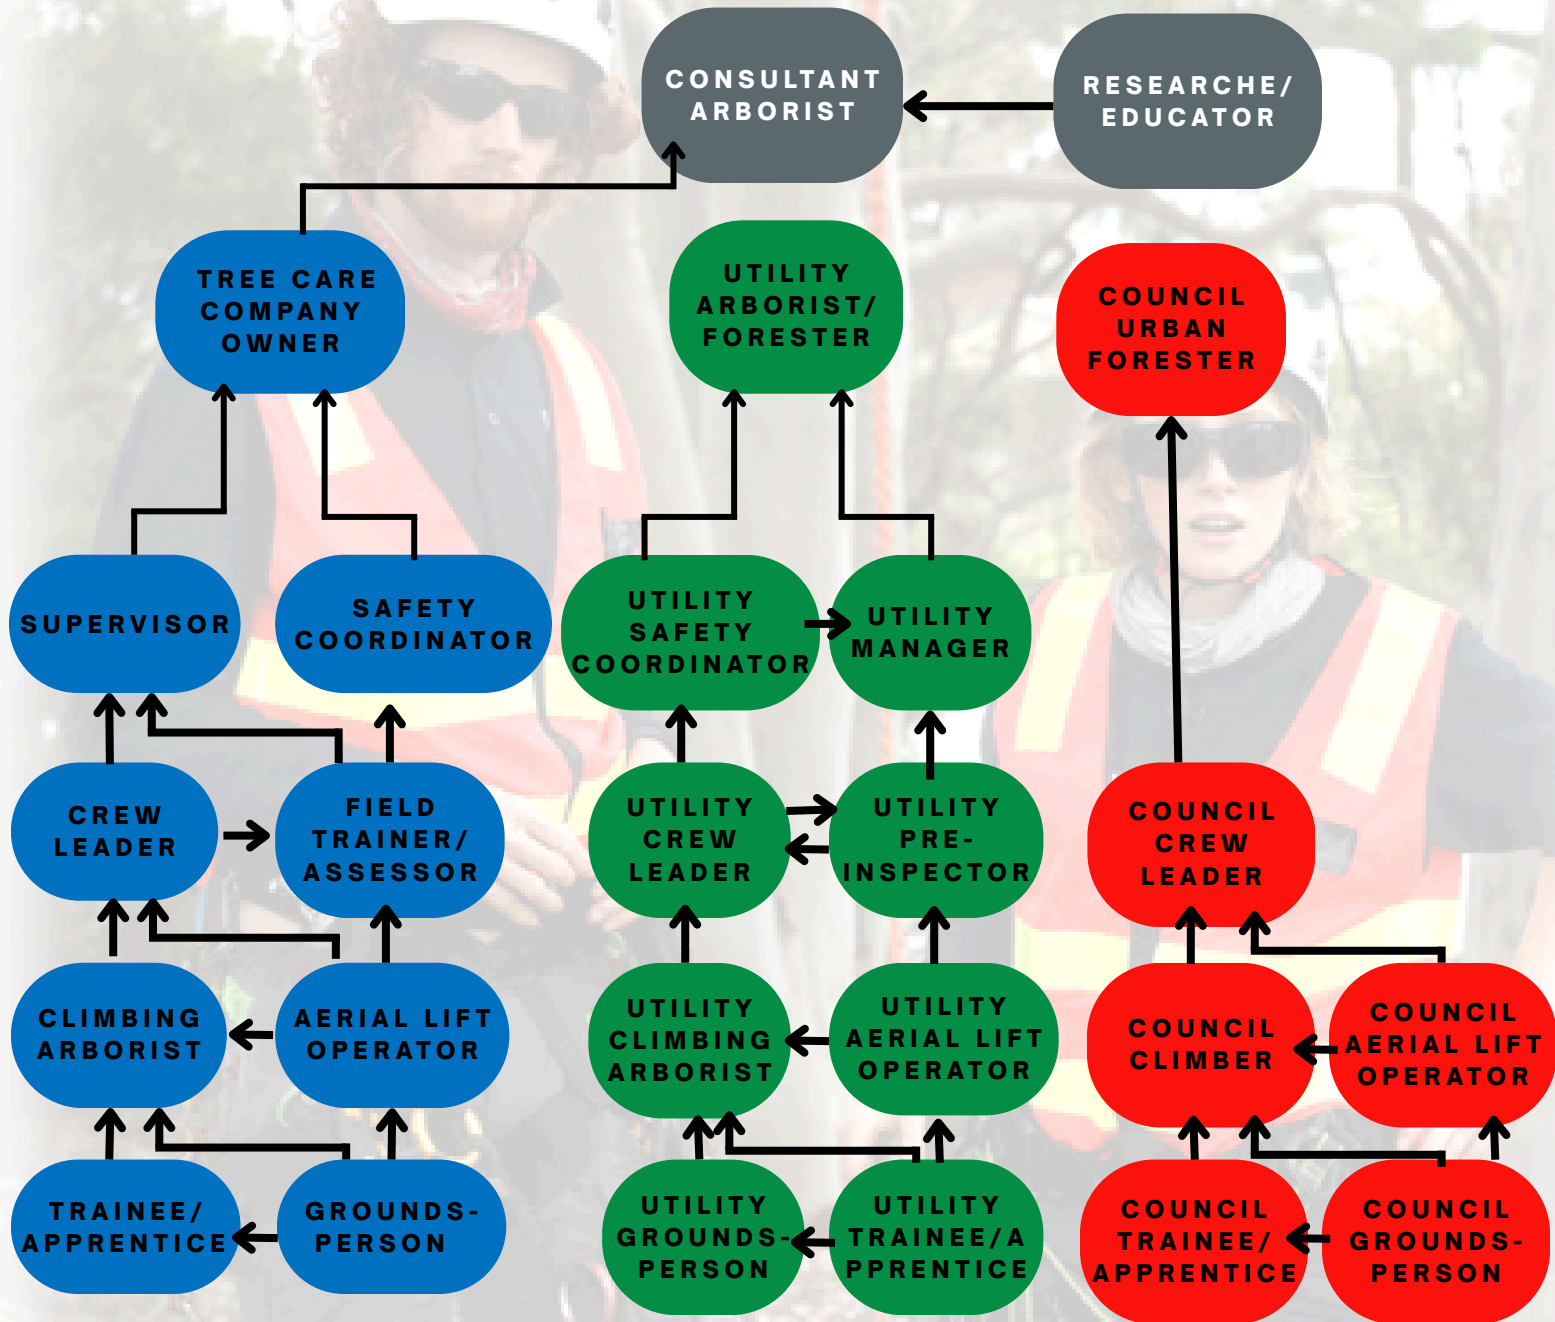 CONSULTANT
ARBORIST
RESEARCHE/
EDUCATOR
TREE CARE
COMPANY
OWNER
UTILITY
ARBORIST/
FORESTER
COUNCIL
URBAN
FORESTER
SUPERVISOR
SAFETY
COORDINATOR
UTILITY
SAFETY
COORDINATOR
UTILITY
MANAGER
CREW
LEADER
FIELD
TRAINER/
ASSESSOR
UTILITY
CREW
LEADER
UTILITY
PRE-
INSPECTOR
COUNCIL
CREW
LEADER
CLIMBING
ARBORIST
AERIAL LIFT
OPERATOR
UTILITY
CLIMBING
ARBORIST
UTILITY
AERIAL LIFT
OPERATOR
COUNCIL
CLIMBER
COUNCIL
AERIAL LIFT
OPERATOR
TRAINEE/
APPRENTICE
GROUNDS-
PERSON
UTILITY
GROUNDS-
PERSON
UTILITY
TRAINEE/A
PPRENTICE
COUNCIL
TRAINEE/
APPRENTICE
COUNCIL
GROUNDS-
PERSON